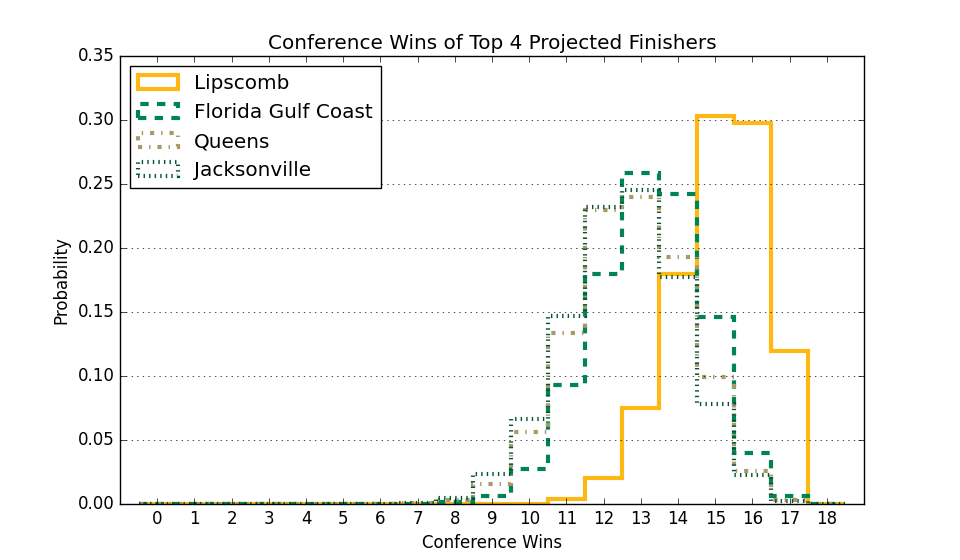 Conference Wins of Top 4 Projected Finishers
0.35
0.30
0.25
0.20
0.15
0.10
0.05
0.00
Probability
Lipscomb
Florida Gulf Coast
Queens
Jacksonville
0 1 2 3 4 5 6 7 8 9 10 11 12 13 14 15 16 17 18
Conference Wins